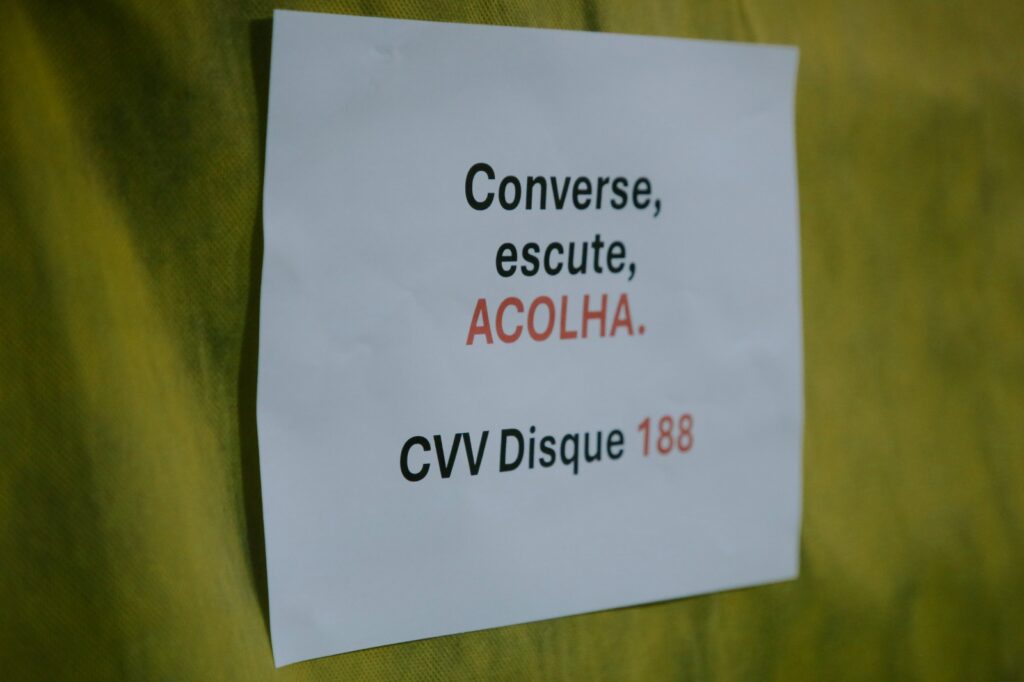 Converse,
escute,
ACOLHA.
CVV Disque 188